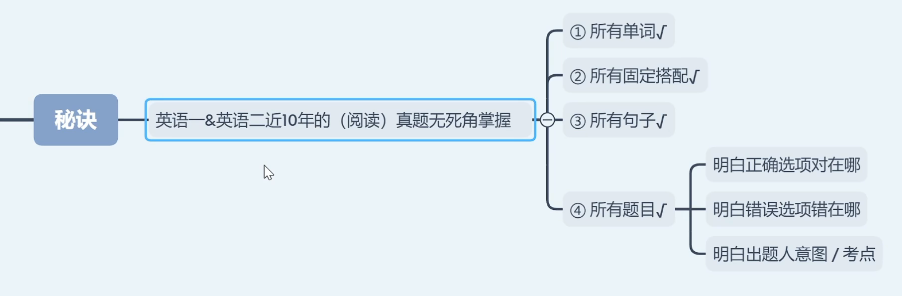 秘诀
英语一&英语二近10年的（阅读）真题无死角掌握
① 所有单词√
② 所有固定搭配√
③ 所有句子√
④ 所有题目√
明白正确选项对在哪
明白错误选项错在哪
明白出题人意图 / 考点